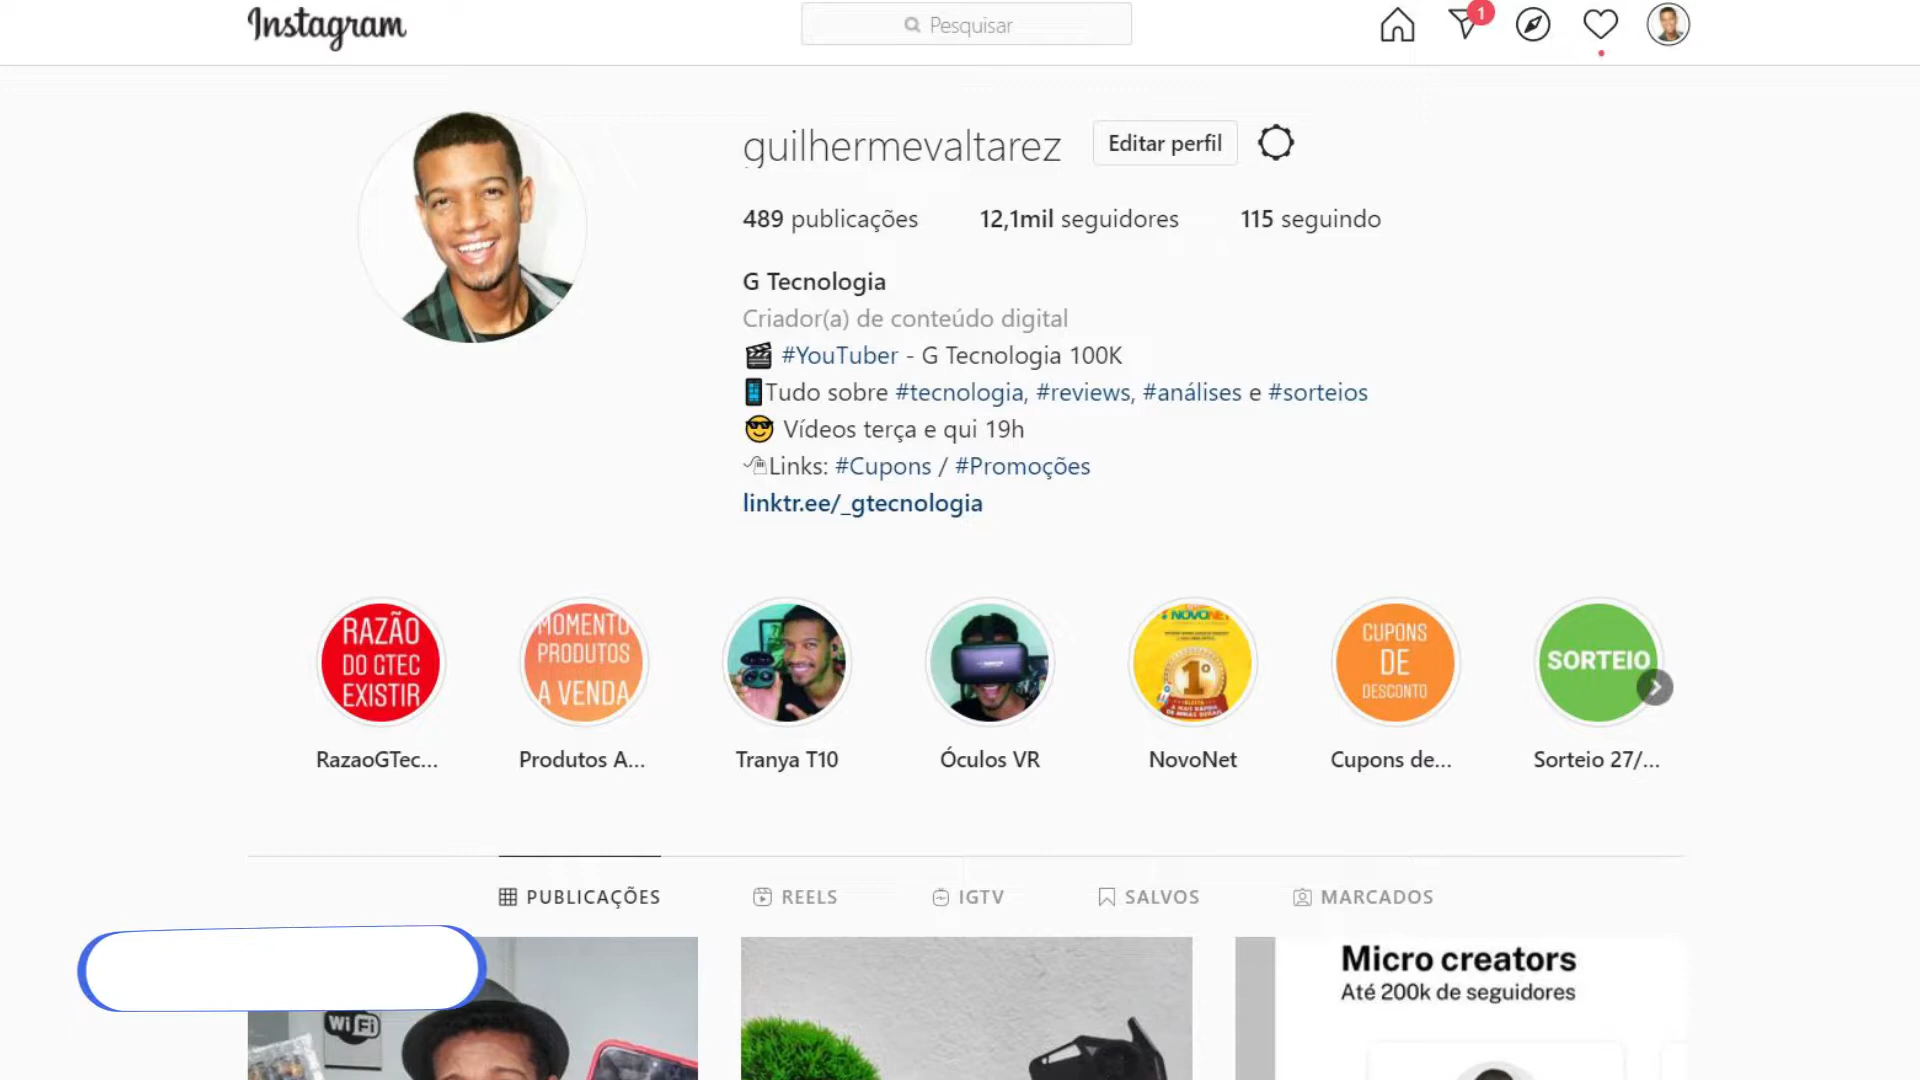 Instagram
Pesquisar
1
guilhermevaltarez
Editar perfil
489 publicações 12,1mil seguidores 115 seguindo
G Tecnologia
Criador(a) de conteúdo digital
#YouTuber - G Tecnologia 100K
Tudo sobre #tecnologia, #reviews, #análises e #sorteios
Vídeos terça e qui 19h
Links: #Cupons / #Promoções
linktr.ee/_gtecnologia
RAZÃO
DO GTEC
EXISTIR
MOMENTO
PRODUTOS
A VENDA
NOVONET
1º
CUPONS
DE
DESCONTO
SORTEIO
RazaoGTec...
Produtos A...
Tranya T10
Óculos VR
NovoNet
Cupons de...
Sorteio 27/...
PUBLICAÇÕES
REELS
IGTV
SALVOS
MARCADOS
WiFi
Micro creators
Até 200k de seguidores